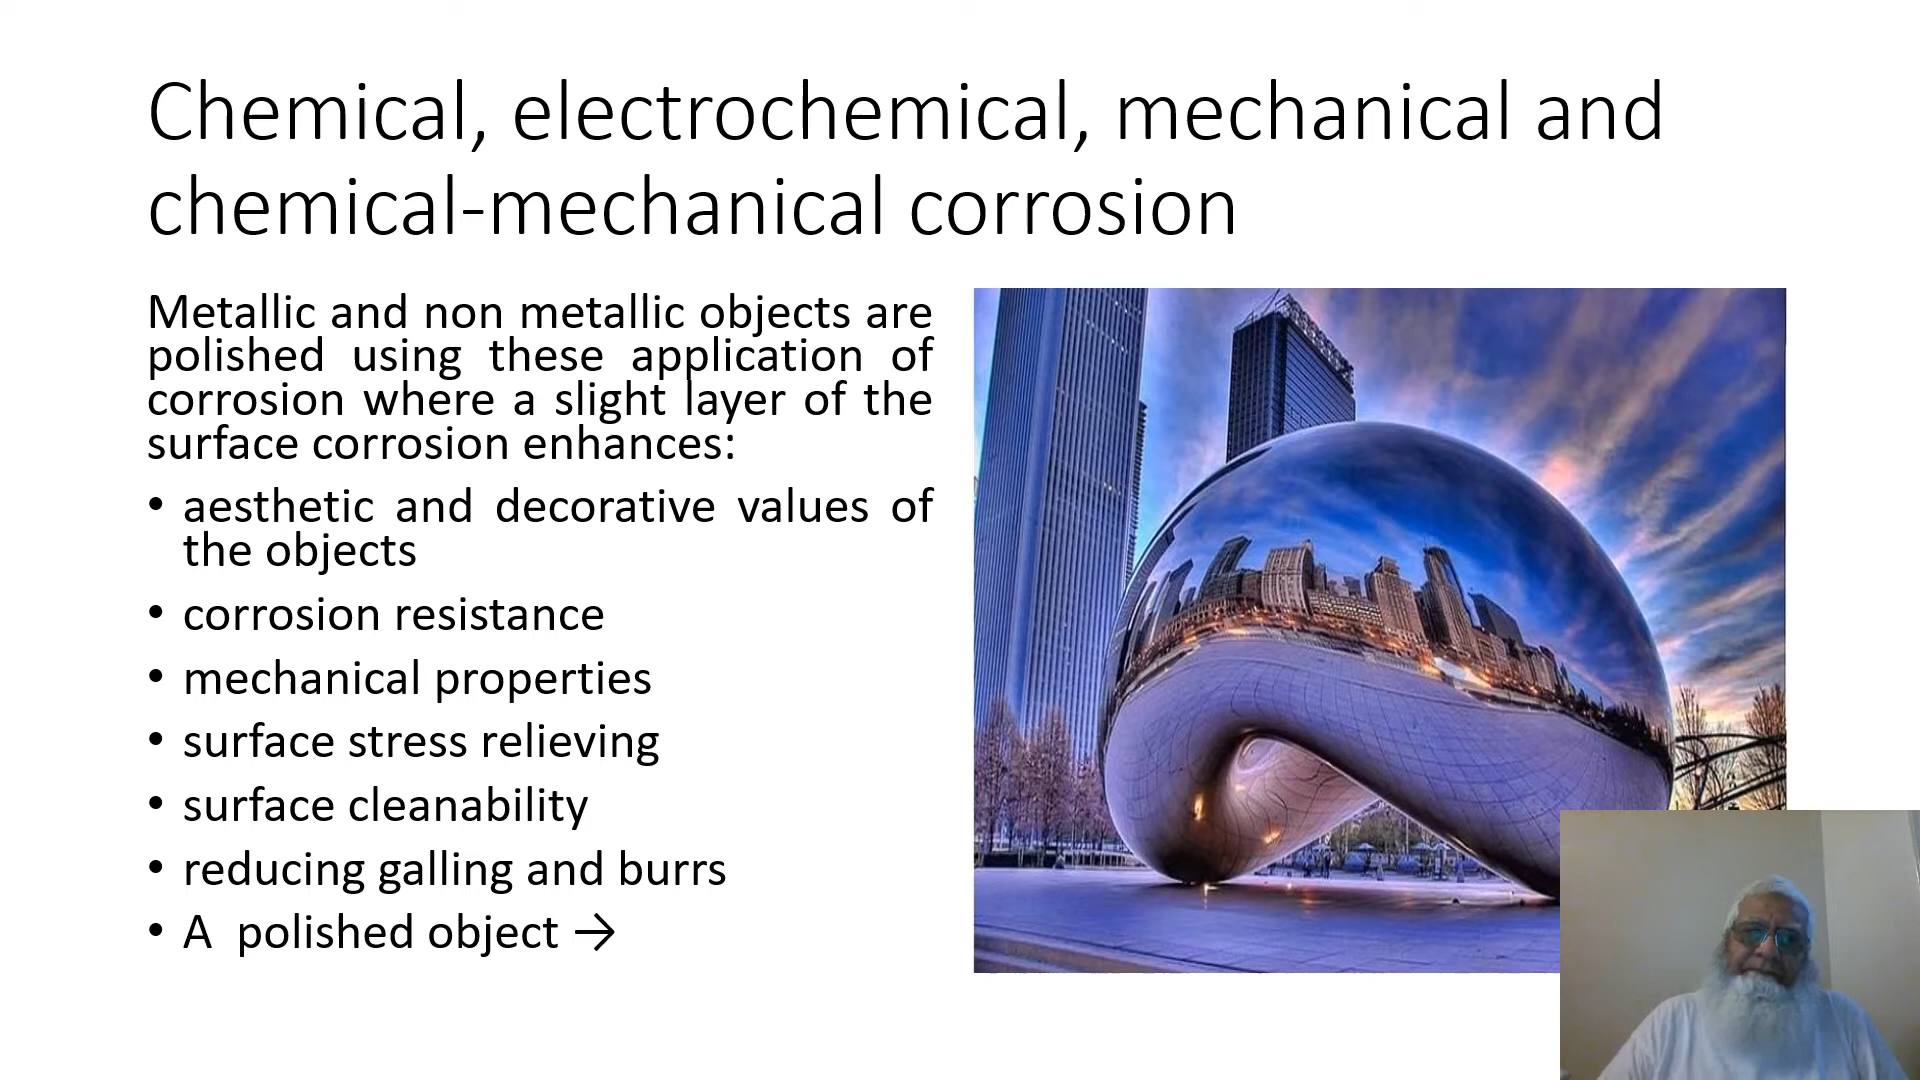 Chemical, electrochemical, mechanical and
chemical-mechanical corrosion
Metallic and non metallic objects are
polished using these application of
corrosion where a slight layer of the
surface corrosion enhances:
• aesthetic and decorative values of
the objects
• corrosion resistance
• mechanical properties
• surface stress relieving
• surface cleanability
• reducing galling and burrs
• A polished object →